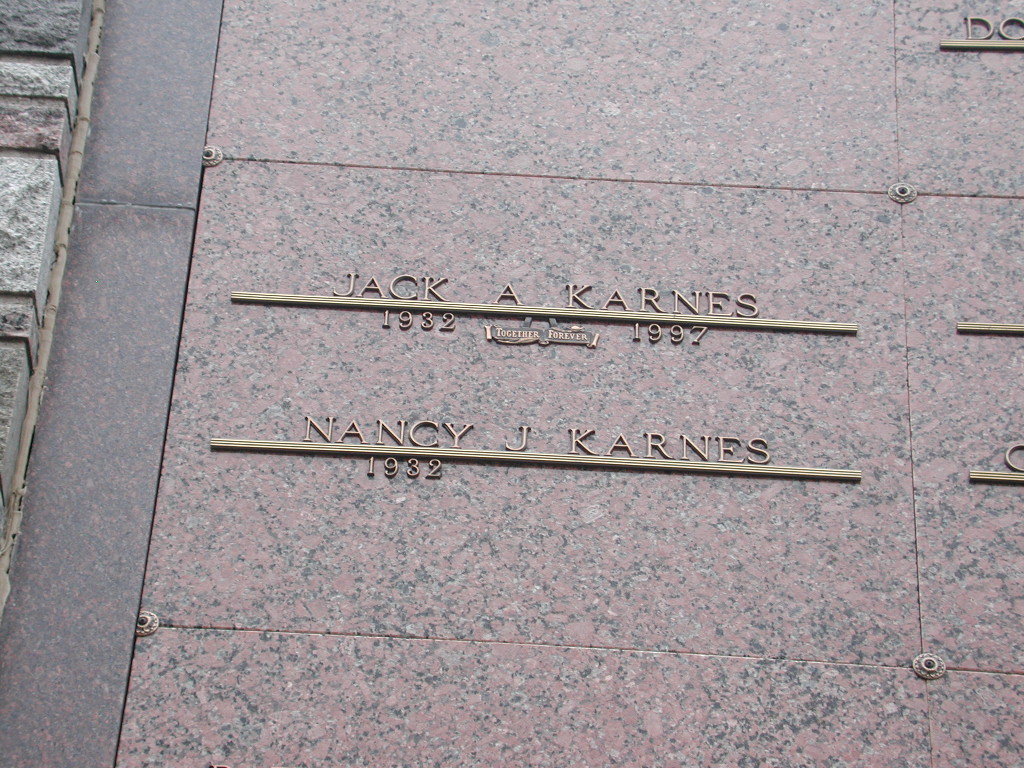 JACK A KARNES
1932 TOGETHER FOREVER 1997
NANCY J KARNES
1932